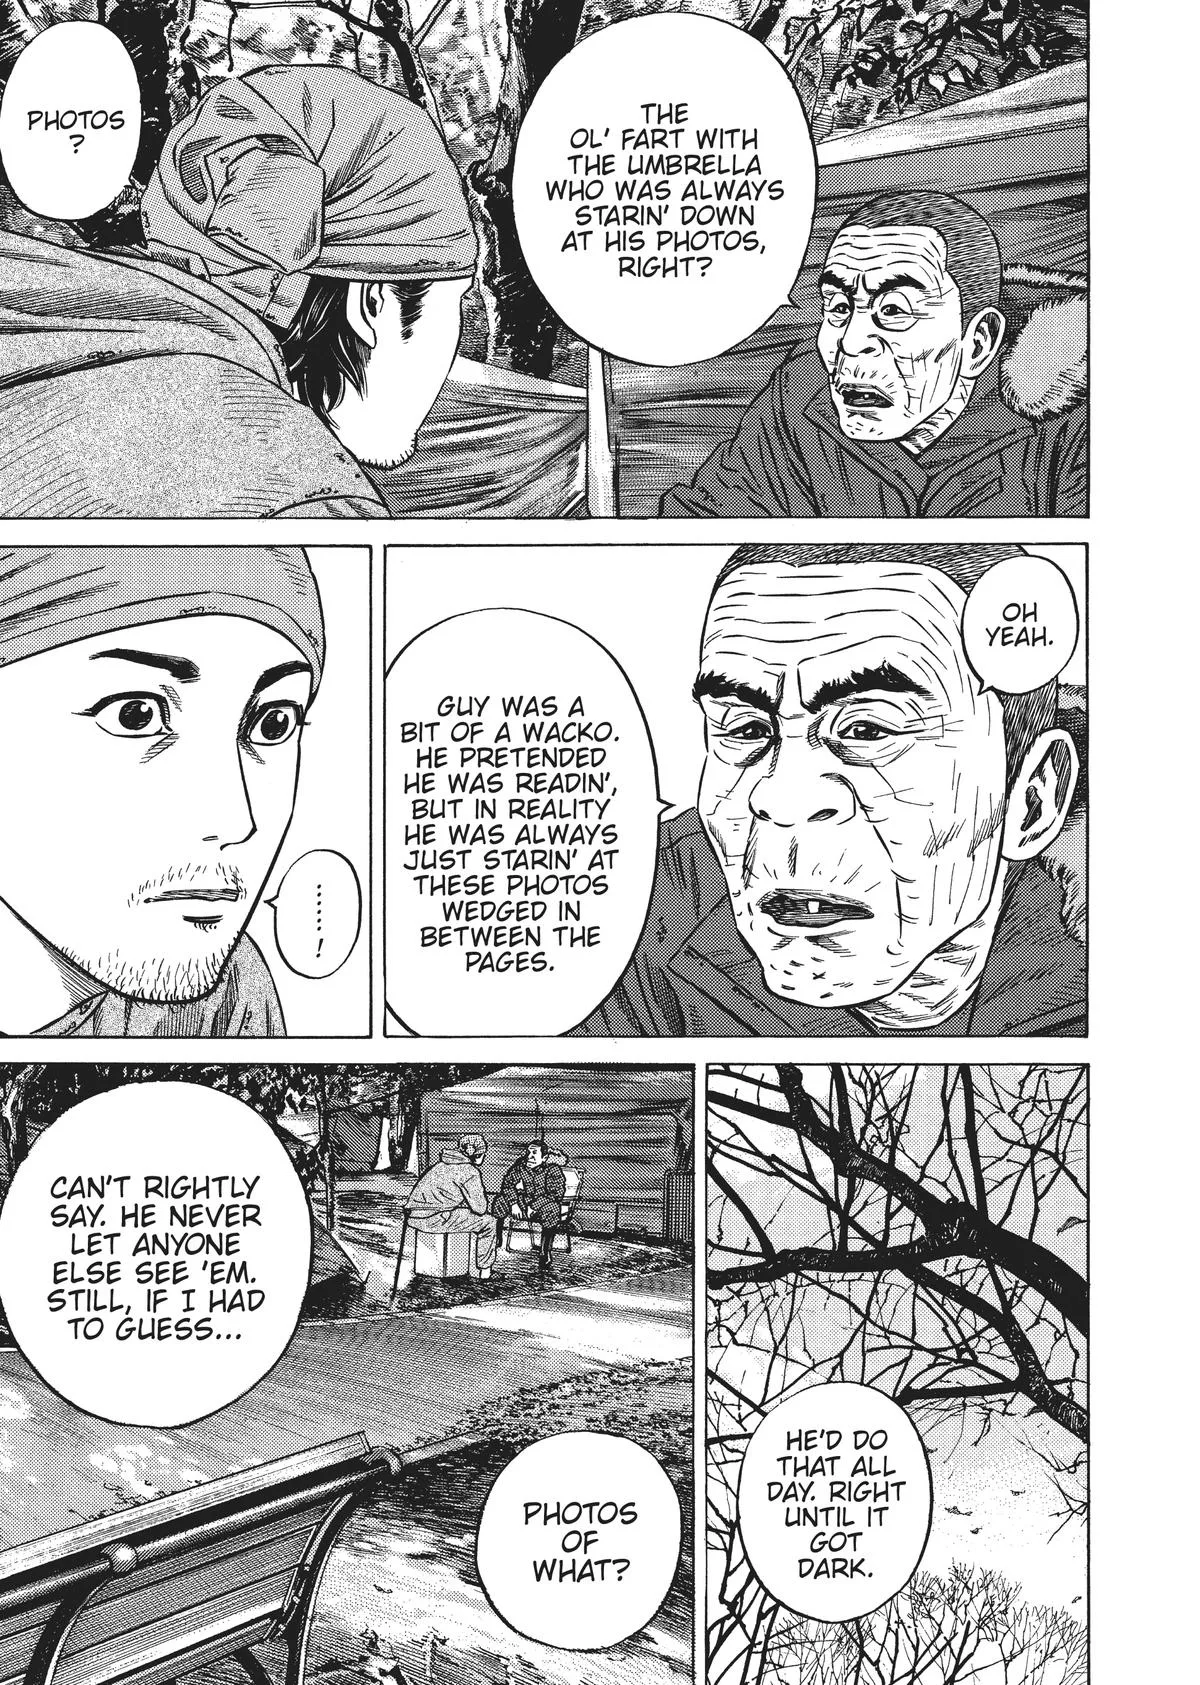 THE
OL' FART WITH
THE UMBRELLA
WHO WAS ALWAYS
STARIN' DOWN
AT HIS PHOTOS,
RIGHT?
PHOTOS
?
OH
YEAH.
GUY WAS A
BIT OF A WACKO.
HE PRETENDED
HE WAS READIN',
BUT IN REALITY
HE WAS ALWAYS
JUST STARIN' AT
THESE PHOTOS
WEDGED IN
BETWEEN THE
PAGES.
......!
HE'D DO
THAT ALL
DAY. RIGHT
UNTIL IT
GOT
DARK.
PHOTOS
OF
WHAT?
CAN'T RIGHTLY
SAY. HE NEVER
LET ANYONE
ELSE SEE 'EM.
STILL, IF I HAD
TO GUESS...